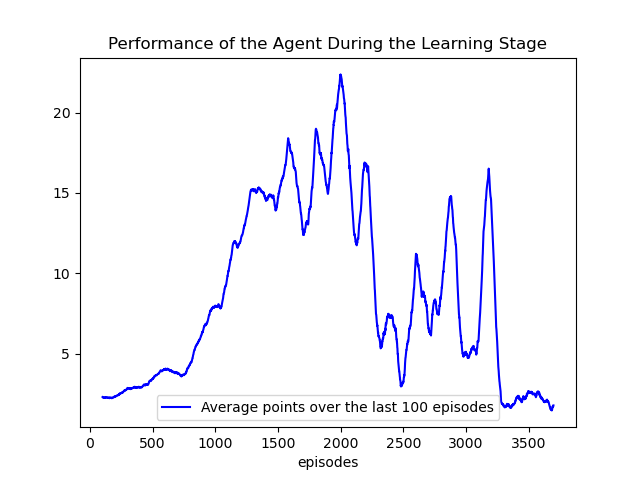 Performance of the Agent During the Learning Stage
20
15
10
5
Average points over the last 100 episodes
0 500 1000 1500 2000 2500 3000 3500
episodes